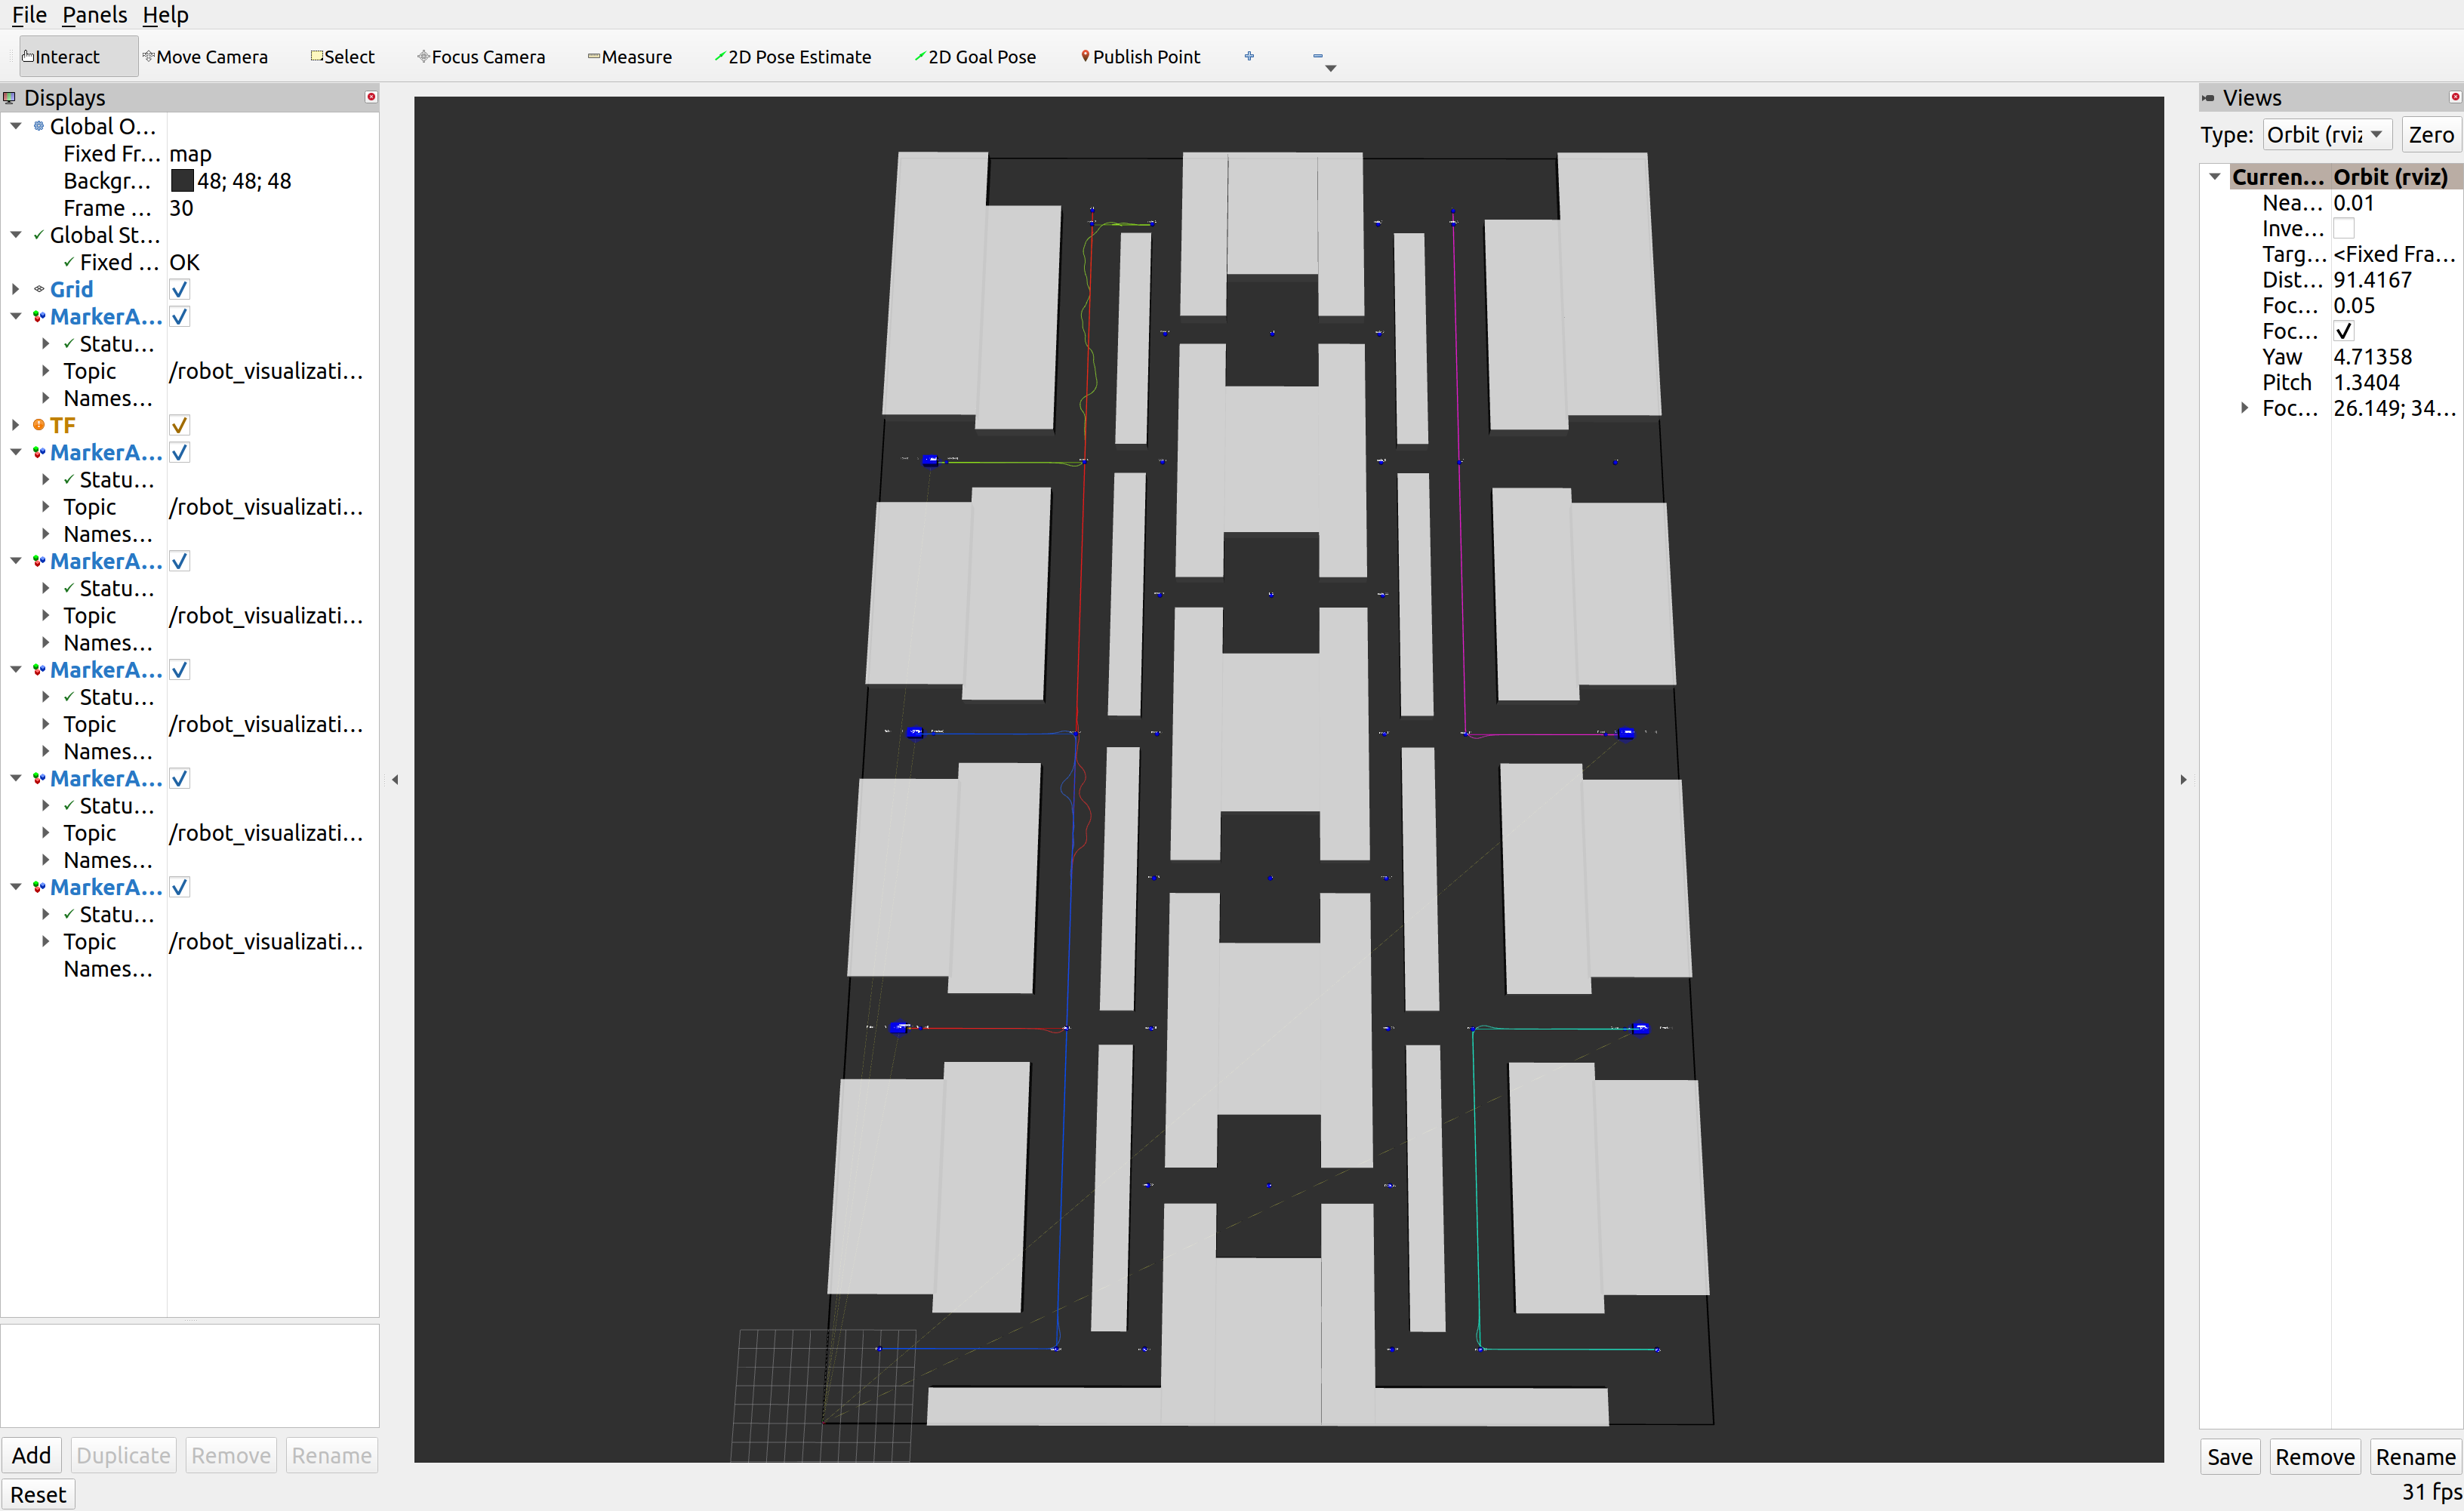 File Panels Help
Interact Move Camera Select Focus Camera Measure 2D Pose Estimate 2D Goal Pose Publish Point
Displays
Global O...
Fixed Fr... map
Backgr... 48; 48; 48
Frame ... 30
Global St...
Fixed ... OK
Grid
MarkerA...
Statu...
Topic /robot_visualizati...
Names...
TF
MarkerA...
Statu...
Topic /robot_visualizati...
Names...
MarkerA...
Statu...
Topic /robot_visualizati...
Names...
MarkerA...
Statu...
Topic /robot_visualizati...
Names...
MarkerA...
Statu...
Topic /robot_visualizati...
Names...
MarkerA...
Statu...
Topic /robot_visualizati...
Names...
Add Duplicate Remove Rename
Reset
Views
Type: Orbit (rviz Zero
Curren... Orbit (rviz)
Nea... 0.01
Inve...
Targ... <Fixed Fra...
Dist... 91.4167
Foc... 0.05
Foc...
Yaw 4.71358
Pitch 1.3404
Foc... 26.149; 34...
Save Remove Rename
31 fps